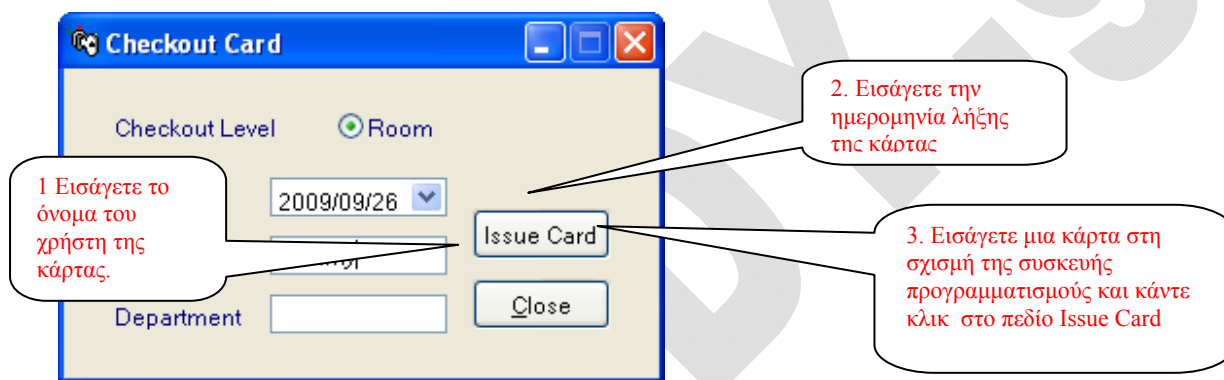 Checkout Card
Checkout Level Room
2009/09/26
Issue Card
Department
Close
1 Εισάγετε το
όνομα του
χρήστη της
κάρτας.
2. Εισάγετε την
ημερομηνία λήξης
της κάρτας
3. Εισάγετε μια κάρτα στη
σχισμή της συσκευής
προγραμματισμούς και κάντε
κλικ στο πεδίο Issue Card